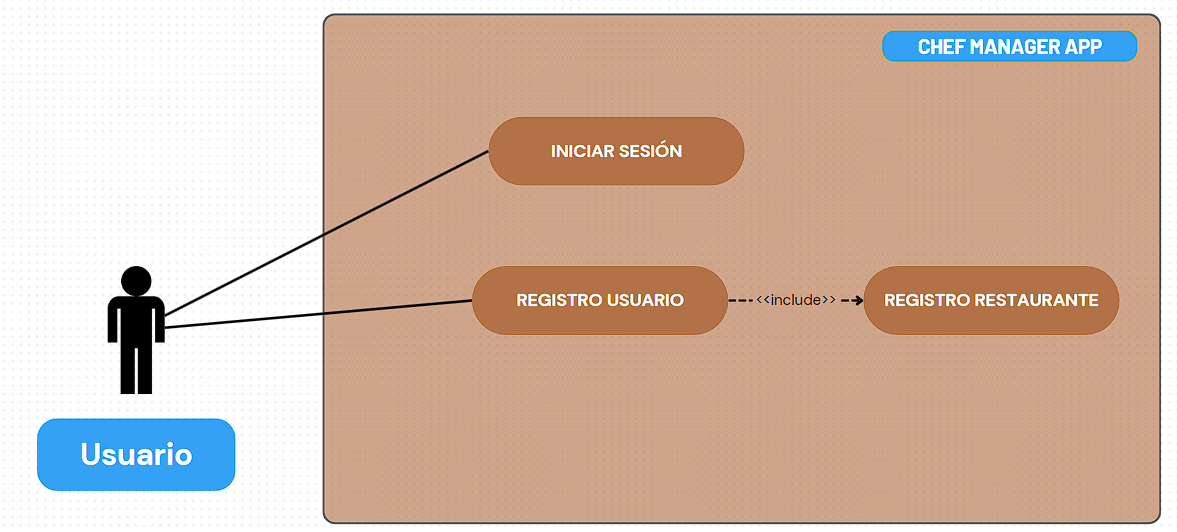 CHEF MANAGER APP
INICIAR SESIÓN
REGISTRO USUARIO
<<include>>
REGISTRO RESTAURANTE
Usuario